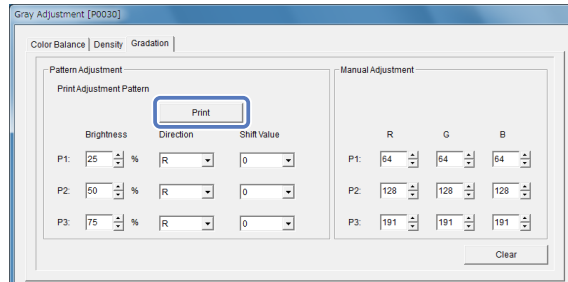 Gray Adjustment [P0030]
Color Balance Density Gradation
Pattern Adjustment
Print Adjustment Pattern
Print
Brightness Direction Shift Value
P1: 25 % R 0
P2: 50 % R 0
P3: 75 % R 0
Manual Adjustment
R G B
P1: 64 64 64
P2: 128 128 128
P3: 191 191 191
Clear